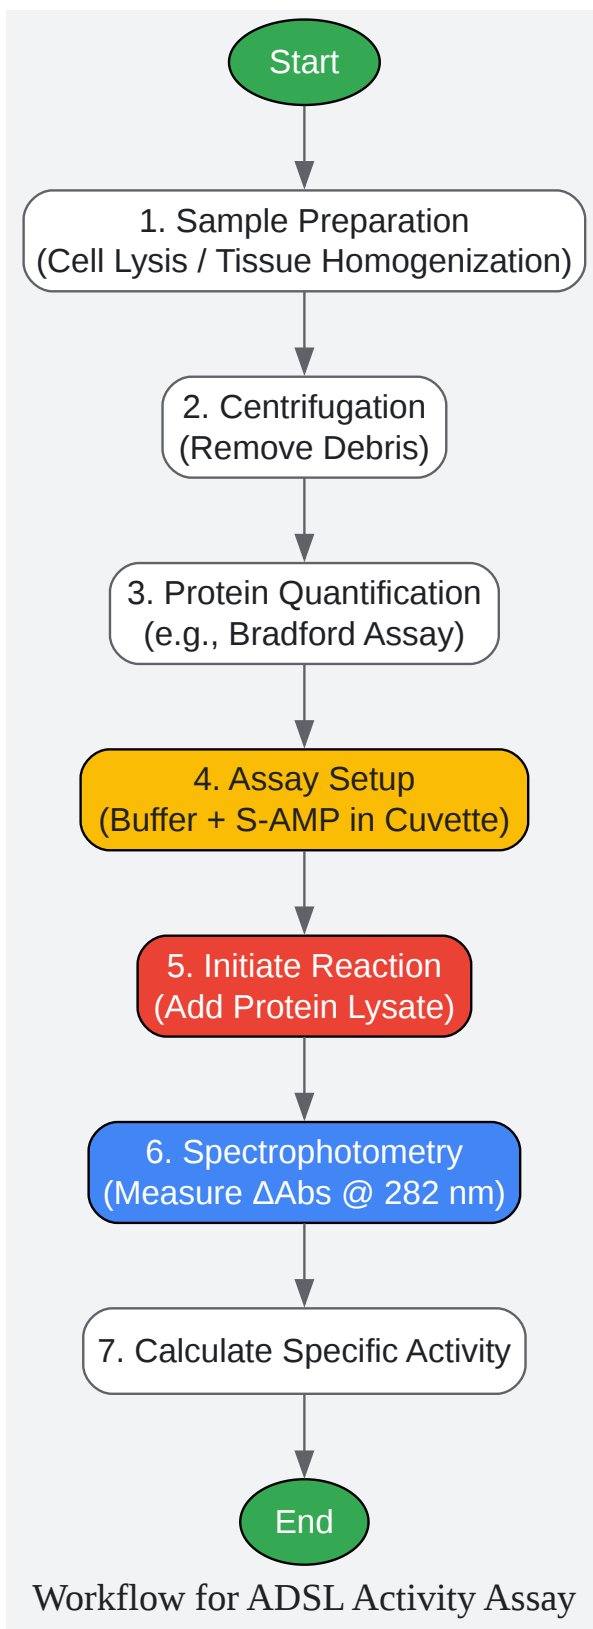 Start
1. Sample Preparation
(Cell Lysis / Tissue Homogenization)
2. Centrifugation
(Remove Debris)
3. Protein Quantification
(e.g., Bradford Assay)
4. Assay Setup
(Buffer + S-AMP in Cuvette)
5. Initiate Reaction
(Add Protein Lysate)
6. Spectrophotometry
(Measure ΔAbs @ 282 nm)
7. Calculate Specific Activity
End
Workflow for ADSL Activity Assay